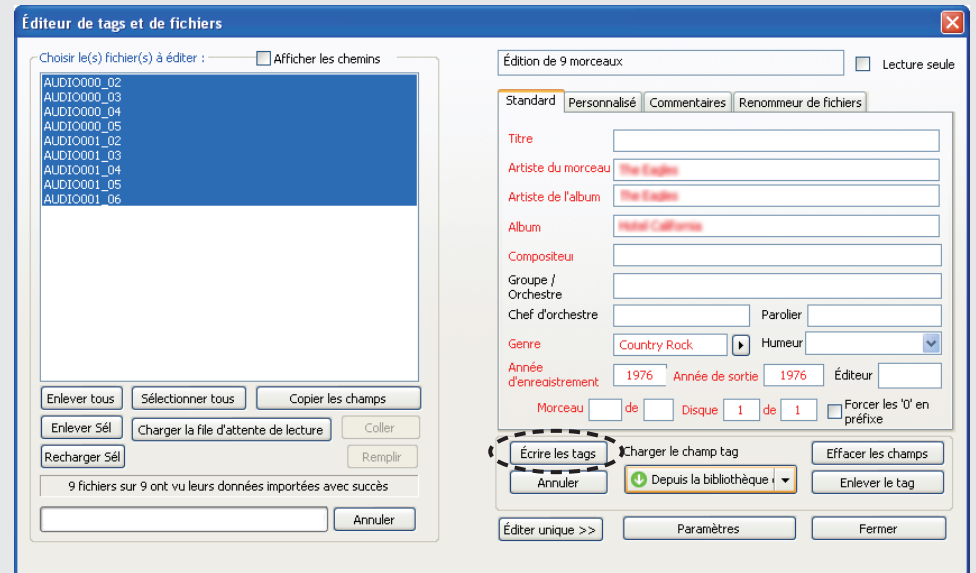 Éditeur de tags et de fichiers
Choisir le(s) fichier(s) à éditer :
Afficher les chemins
AUDIO000_02
AUDIO000_03
AUDIO000_04
AUDIO000_05
AUDIO001_02
AUDIO001_03
AUDIO001_04
AUDIO001_05
AUDIO001_06
Enlever tous
Sélectionner tous
Copier les champs
Enlever Sél
Charger la file d'attente de lecture
Coller
Recharger Sél
Remplir
9 fichiers sur 9 ont vu leurs données importées avec succès
Annuler
Édition de 9 morceaux
Lecture seule
Standard
Personnalisé
Commentaires
Renommeur de fichiers
Titre
Artiste du morceau
The Eagles
Artiste de l'album
The Eagles
Album
Hotel California
Compositeur
Groupe /
Orchestre
Chef d'orchestre
Parolier
Genre
Country Rock
Humeur
Année
d'enregistrement
1976
Année de sortie
1976
Éditeur
Morceau
de
Disque
1
de
1
Forcer les '0' en
préfixe
Écrire les tags
Charger le champ tag
Effacer les champs
Annuler
Depuis la bibliothèque
Enlever le tag
Éditer unique >>
Paramètres
Fermer